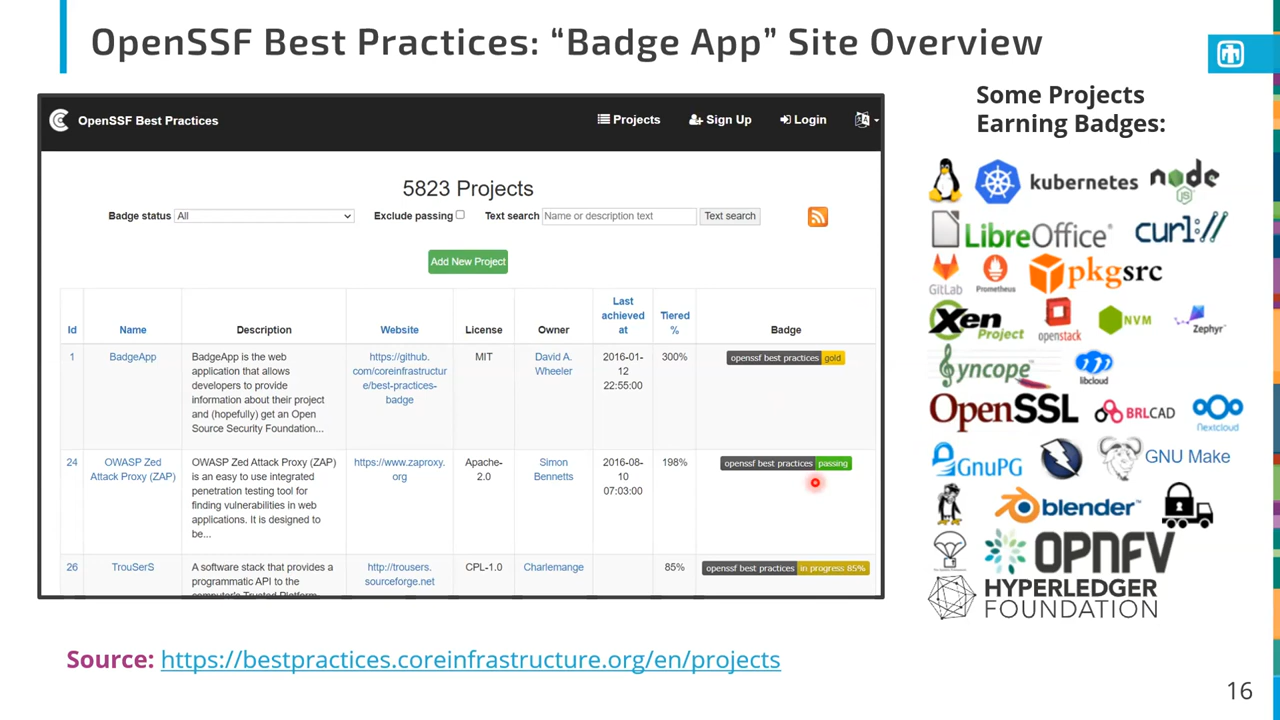 OpenSSF Best Practices: “Badge App” Site Overview
OpenSSF Best Practices
Projects
Sign Up
Login
5823 Projects
Badge status
All
Exclude passing
Text search
Name or description text
Text search
Add New Project
Id
Name
Description
Website
License
Owner
Last
achieved
at
Tiered
%
Badge
1
BadgeApp
BadgeApp is the web
application that allows
developers to provide
information about their project
and (hopefully) get an Open
Source Security Foundation...
https://github.
com/coreinfrastructur
e/best-practices-
badge
MIT
David A.
Wheeler
2016-01-
12
22:55:00
300%
openssf best practices gold
24
OWASP Zed
Attack Proxy (ZAP)
OWASP Zed Attack Proxy (ZAP)
is an easy to use integrated
penetration testing tool for
finding vulnerabilities in web
applications. It is designed to
be...
https://www.zaproxy.
org
Apache-
2.0
Simon
Bennetts
2016-08-
10
07:03:00
198%
openssf best practices passing
26
TrouSerS
A software stack that provides a
programmatic API to the
computer's Trusted Platform
http://trousers.
sourceforge.net
CPL-1.0
Charlemange
85%
openssf best practices in progress 85%
Some Projects
Earning Badges:
kubernetes
node
JS
LibreOffice
curl://
GitLab
Prometheus
pkgsrc
Xen
Project
openstack
NVM
Zephyr
Syncope
libcloud
OpenSSL
BRLCAD
Nextcloud
GnuPG
GNU Make
blender
OPNFV
HYPERLEDGER
FOUNDATION
Source: https://bestpractices.coreinfrastructure.org/en/projects
16